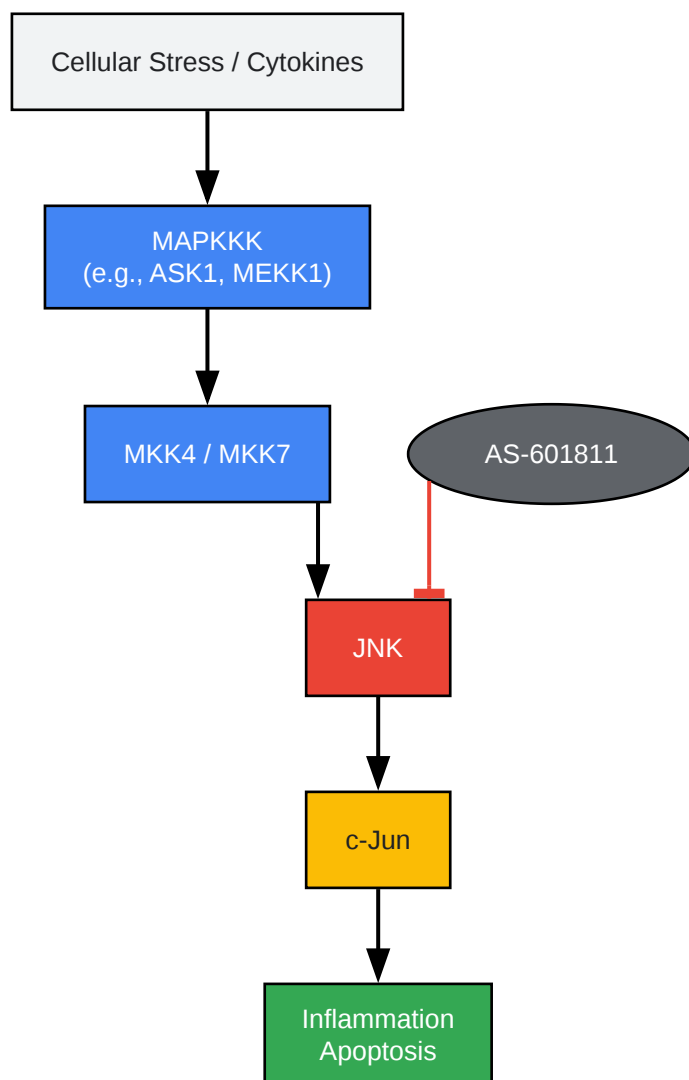 Cellular Stress / Cytokines
MAPKKK
(e.g., ASK1, MEKK1)
MKK4 / MKK7
AS-601811
JNK
c-Jun
Inflammation
Apoptosis